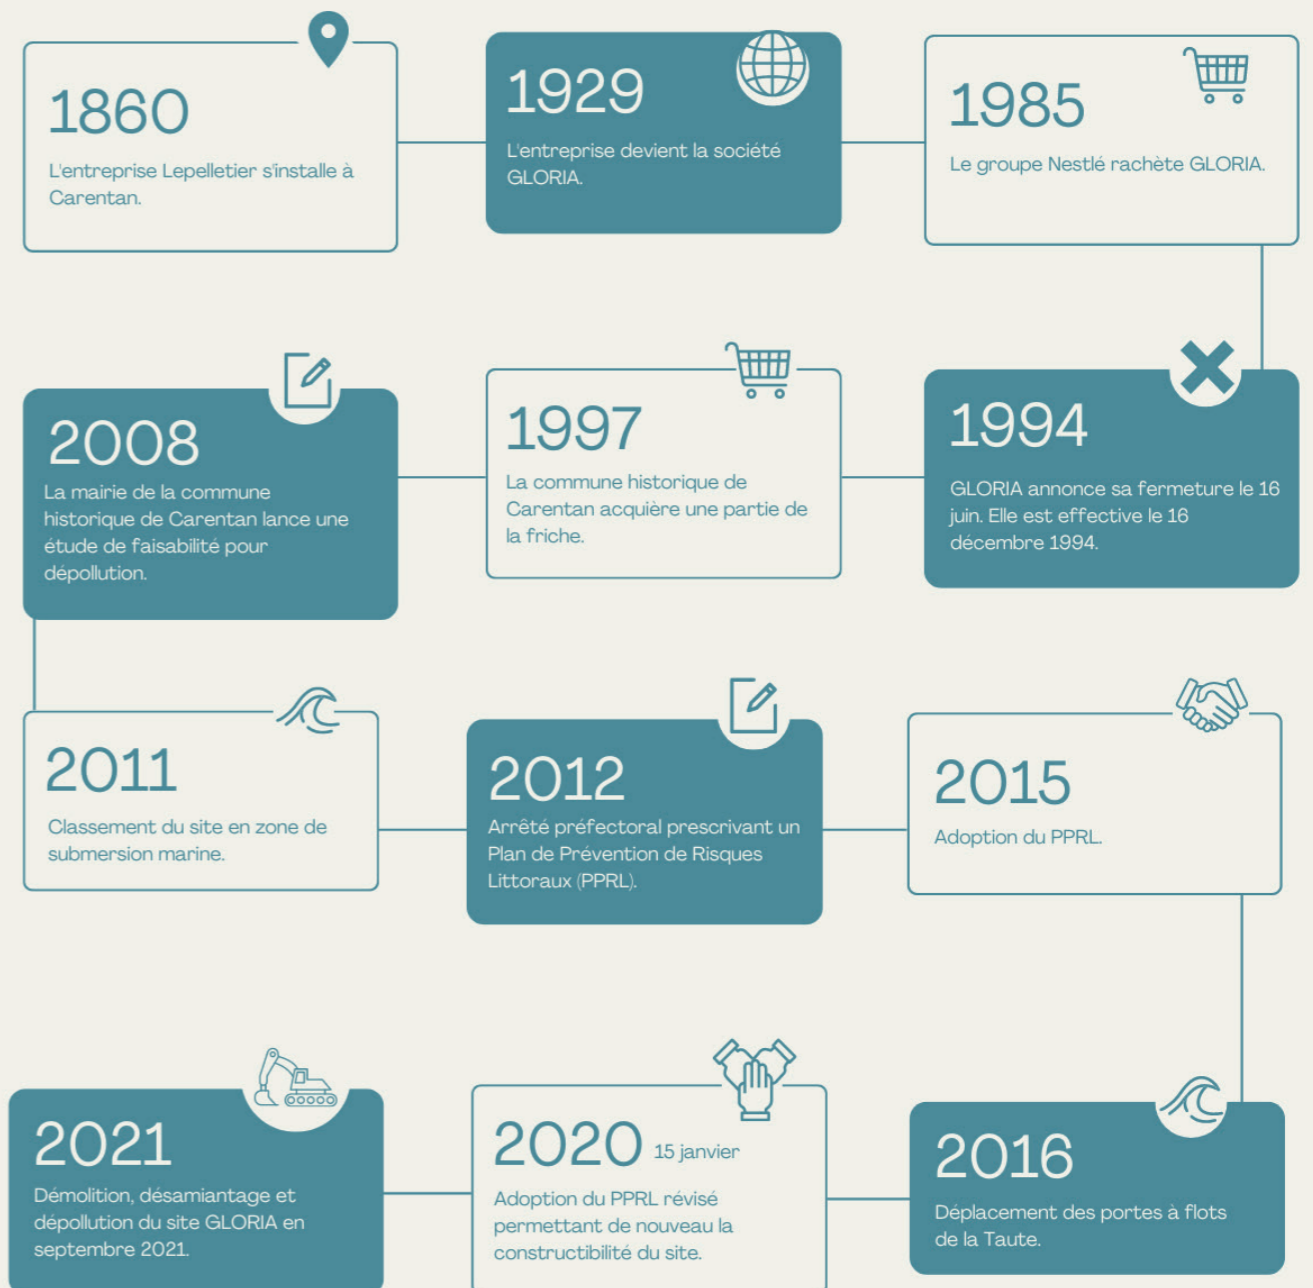 1860
L'entreprise Lepelletier s'installe à
Carentan.
1929
L'entreprise devient la société
GLORIA.
1985
Le groupe Nestlé rachète GLORIA.
1994
GLORIA annonce sa fermeture le 16
juin. Elle est effective le 16
décembre 1994.
1997
La commune historique de
Carentan acquière une partie de
la friche.
2008
La mairie de la commune
historique de Carentan lance une
étude de faisabilité pour
dépollution.
2011
Classement du site en zone de
submersion marine.
2012
Arrêté préfectoral prescrivant un
Plan de Prévention de Risques
Littoraux (PPRL).
2015
Adoption du PPRL.
2016
Déplacement des portes à flots
de la Taute.
2020 15 janvier
Adoption du PPRL révisé
permettant de nouveau la
constructibilité du site.
2021
Démolition, désamiantage et
dépollution du site GLORIA en
septembre 2021.